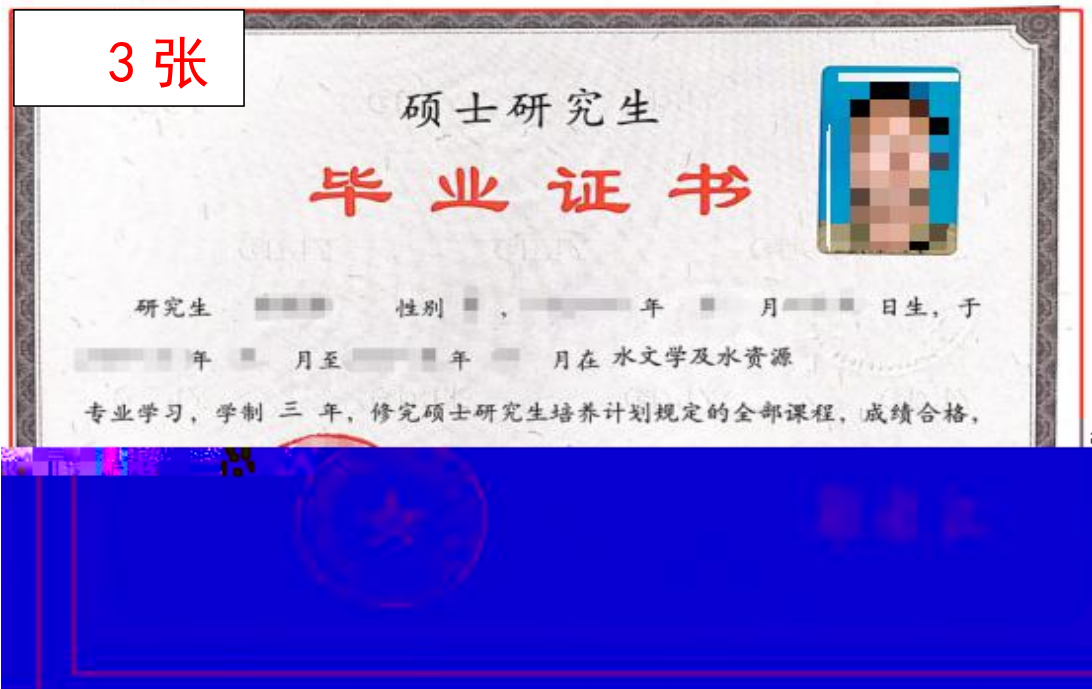 3 张
硕士研究生
毕业证书
研究生 性别 , 年 月 日生, 于
年 月至 年 月在 水文学及水资源
专业学习, 学制 三 年, 修完硕士研究生培养计划规定的全部课程, 成绩合格,